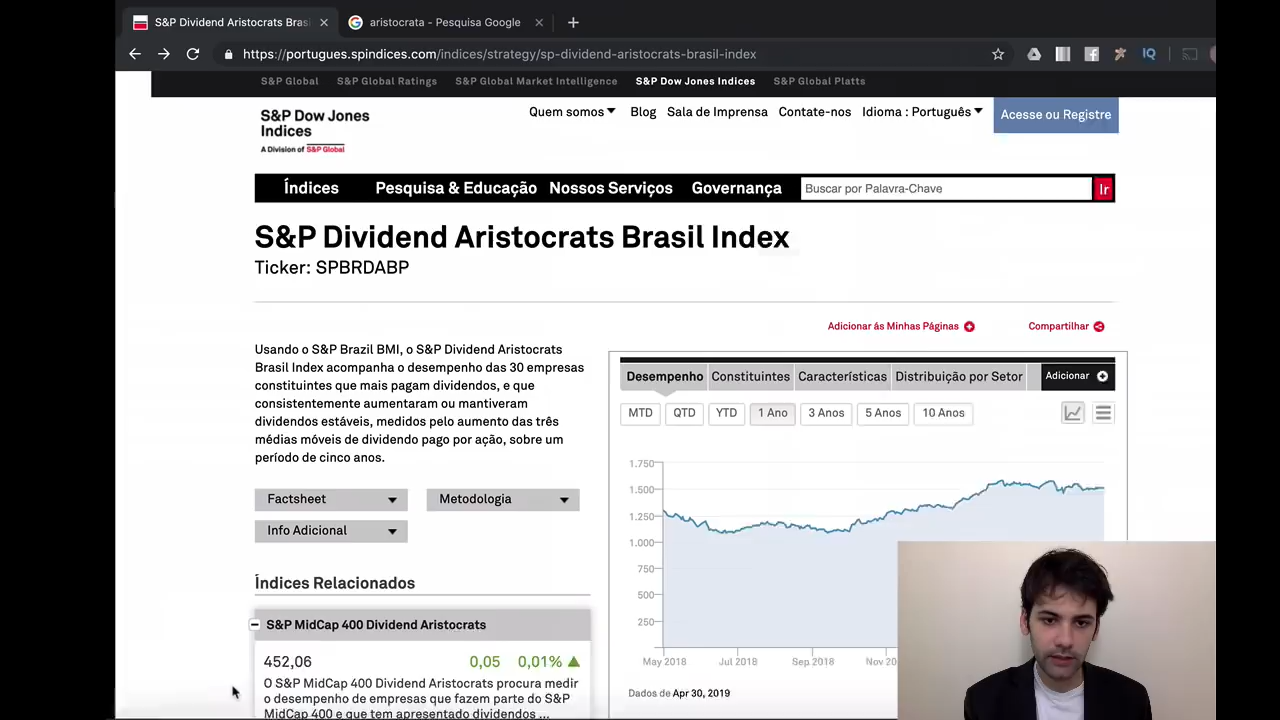 S&P Dividend Aristocrats Bras
aristocrata - Pesquisa Google
https://portugues.spindices.com/indices/strategy/sp-dividend-aristocrats-brasil-index
S&P Global S&P Global Ratings S&P Global Market Intelligence S&P Dow Jones Indices S&P Global Platts
S&P Dow Jones
Indices
A Division of S&P Global
Quem somos Blog Sala de Imprensa Contate-nos Idioma : Português Acesse ou Registre
Índices Pesquisa & Educação Nossos Serviços Governança Buscar por Palavra-Chave Ir
S&P Dividend Aristocrats Brasil Index
Ticker: SPBRDABP
Adicionar ás Minhas Páginas Compartilhar
Usando o S&P Brazil BMI, o S&P Dividend Aristocrats
Brasil Index acompanha o desempenho das 30 empresas
constituintes que mais pagam dividendos, e que
consistentemente aumentaram ou mantiveram
dividendos estáveis, medidos pelo aumento das três
médias móveis de dividendo pago por ação, sobre um
período de cinco anos.
Factsheet Metodologia
Info Adicional
Índices Relacionados
S&P MidCap 400 Dividend Aristocrats
452,06 0,05 0,01%
O S&P MidCap 400 Dividend Aristocrats procura medir
o desempenho de empresas que fazem parte do S&P
MidCap 400 e que tem apresentado dividendos ...
Desempenho Constituintes Características Distribuição por Setor Adicionar
MTD QTD YTD 1 Ano 3 Anos 5 Anos 10 Anos
1.750
1.500
1.250
1.000
750
500
250
May 2018 Jul 2018 Sep 2018 Nov 20
Dados de Apr 30, 2019
IQ